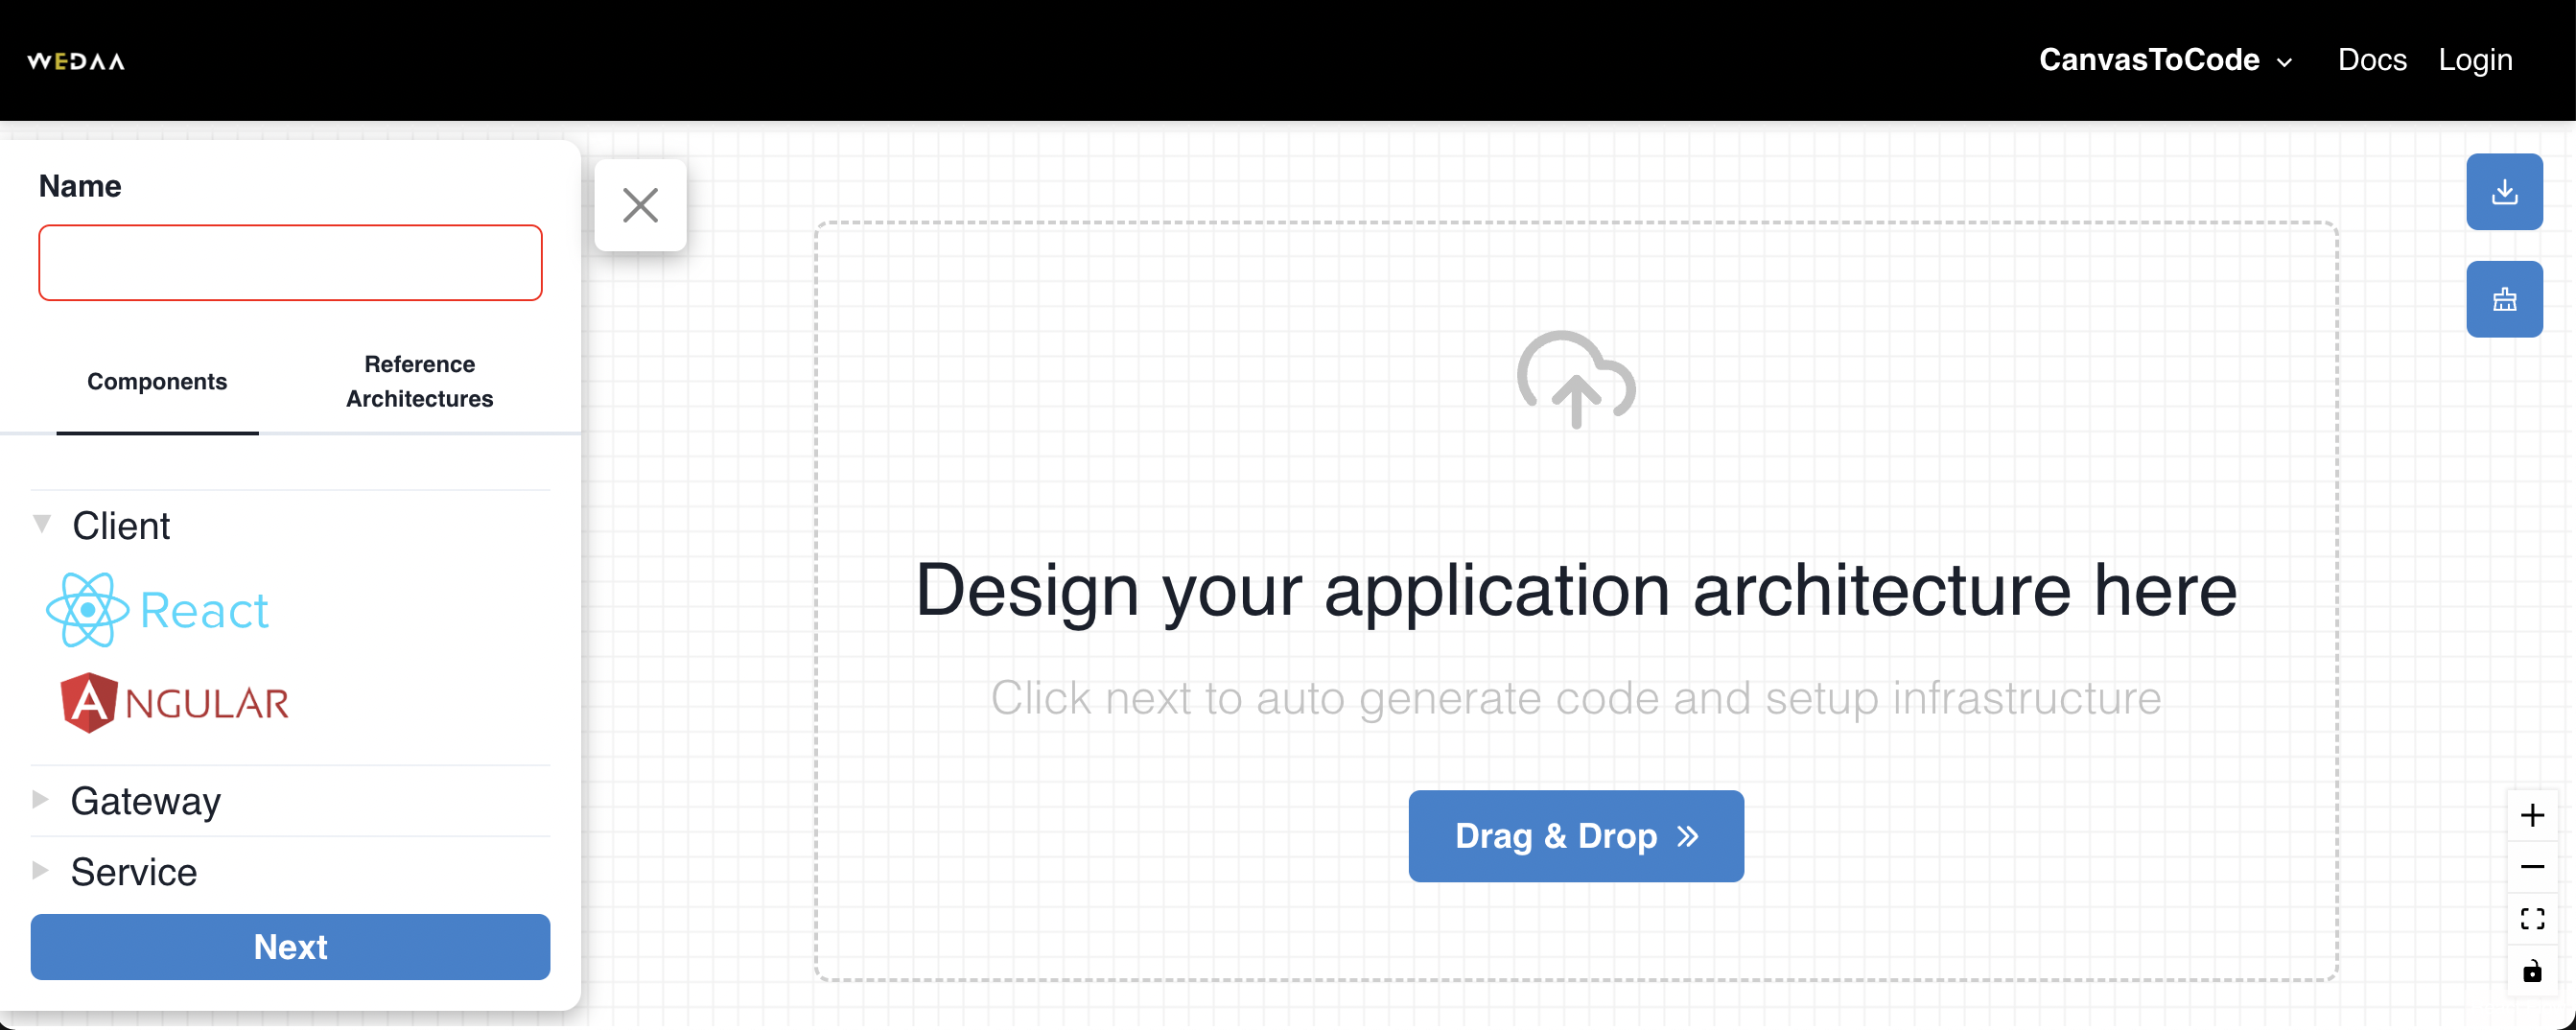 WEDAA
CanvasToCode
Docs
Login
Name
Components
Reference
Architectures
Client
React
ANGULAR
Gateway
Service
Next
Design your application architecture here
Click next to auto generate code and setup infrastructure
Drag & Drop